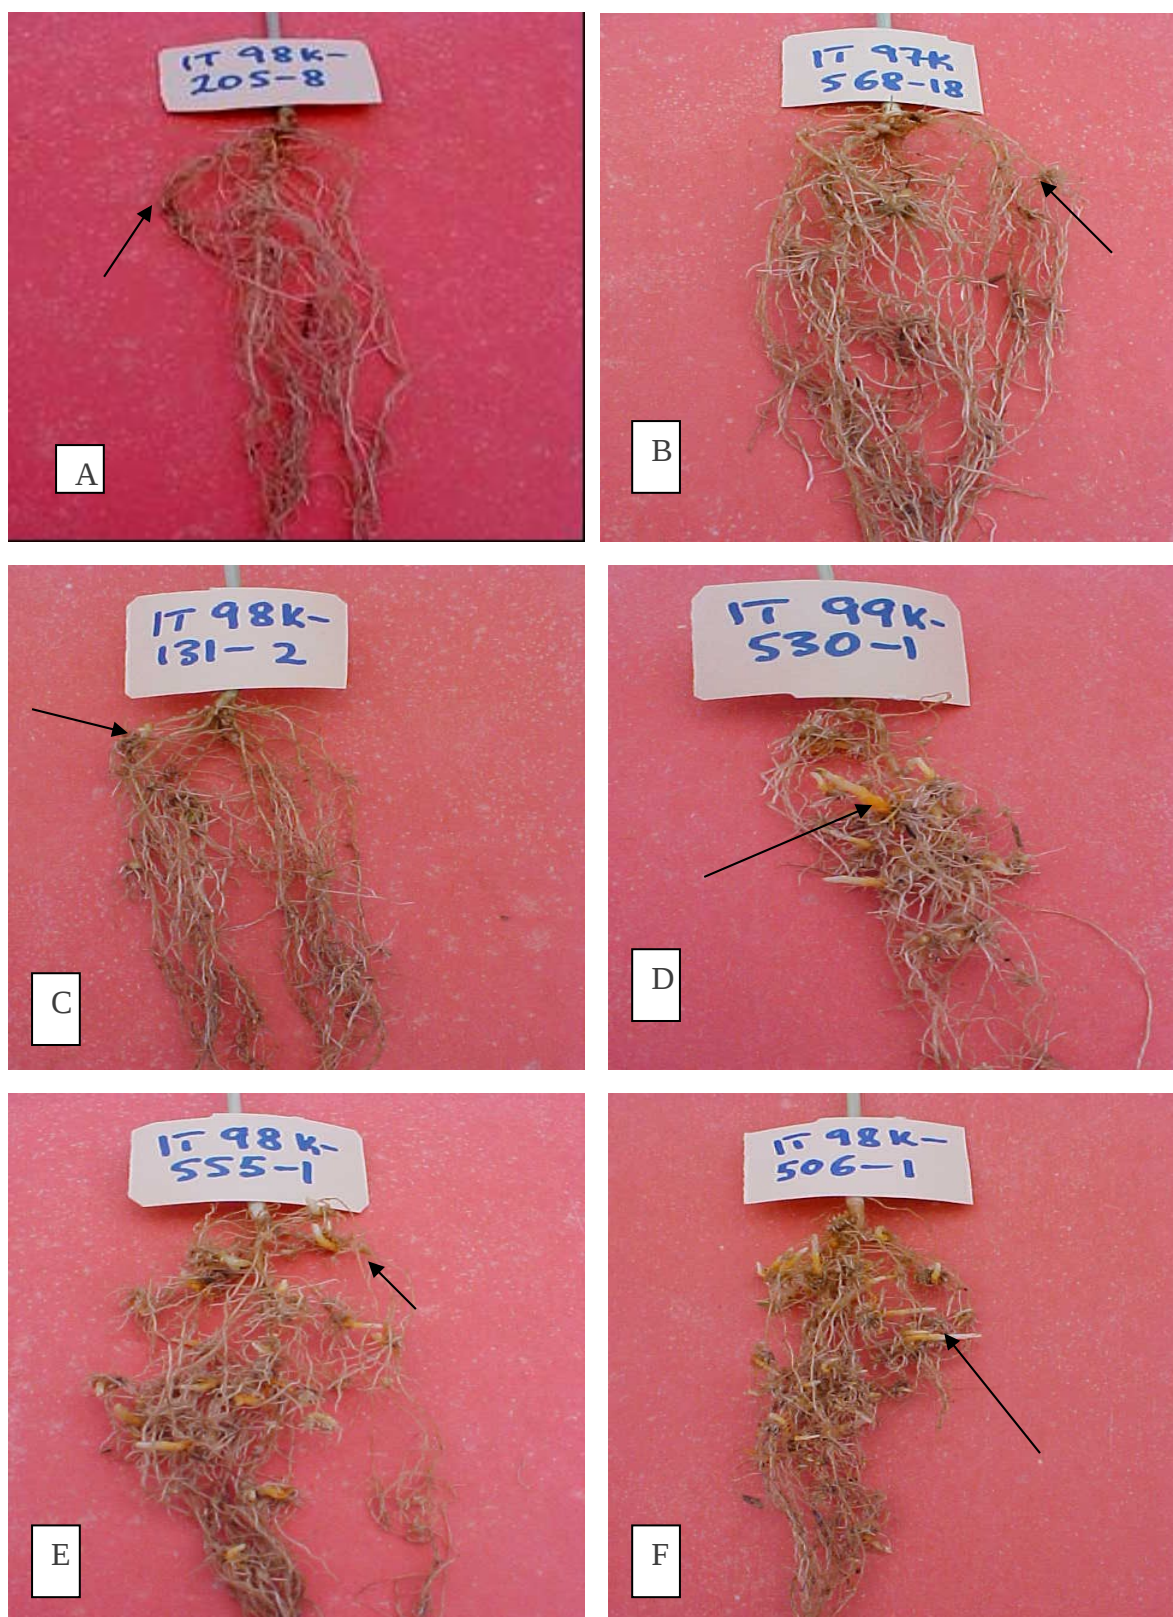 IT 98K-
205-8
A
IT 97K
568-18
B
IT 98K-
131-2
C
IT 99K-
530-1
D
IT 98K-
555-1
E
IT 98K-
506-1
F